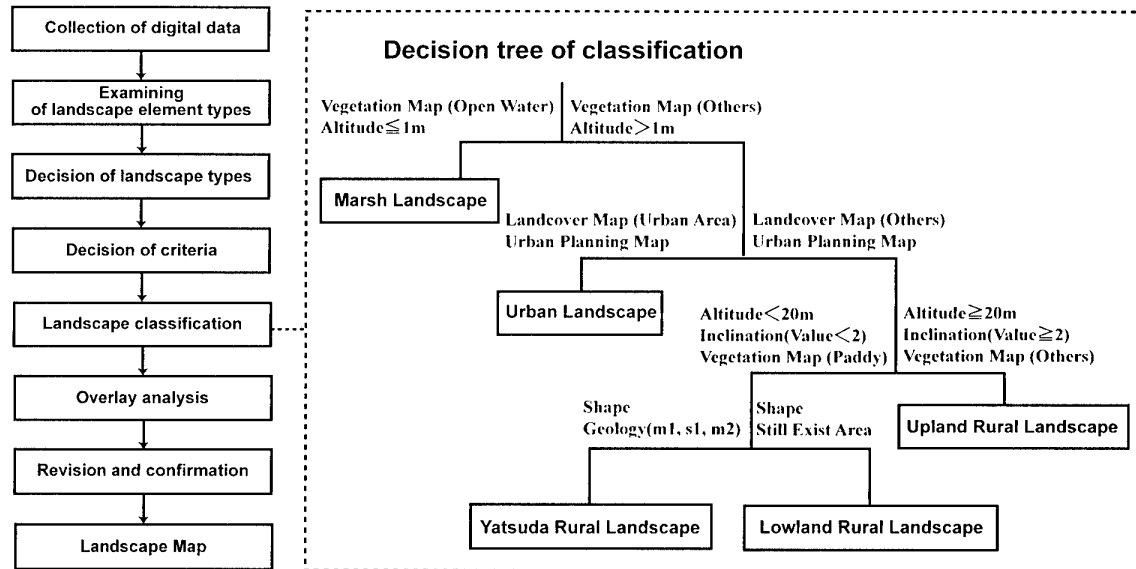 Collection of digital data
Examining
of landscape element types
Decision of landscape types
Decision of criteria
Landscape classification
Overlay analysis
Revision and confirmation
Landscape Map
Decision tree of classification
Vegetation Map (Open Water)
Altitude≦1m
Vegetation Map (Others)
Altitude>1m
Marsh Landscape
Landcover Map (Urban Area)
Urban Planning Map
Landcover Map (Others)
Urban Planning Map
Urban Landscape
Altitude<20m
Inclination(Value<2)
Vegetation Map (Paddy)
Altitude≧20m
Inclination(Value≧2)
Vegetation Map (Others)
Shape
Geology(m1, s1, m2)
Shape
Still Exist Area
Upland Rural Landscape
Yatsuda Rural Landscape
Lowland Rural Landscape